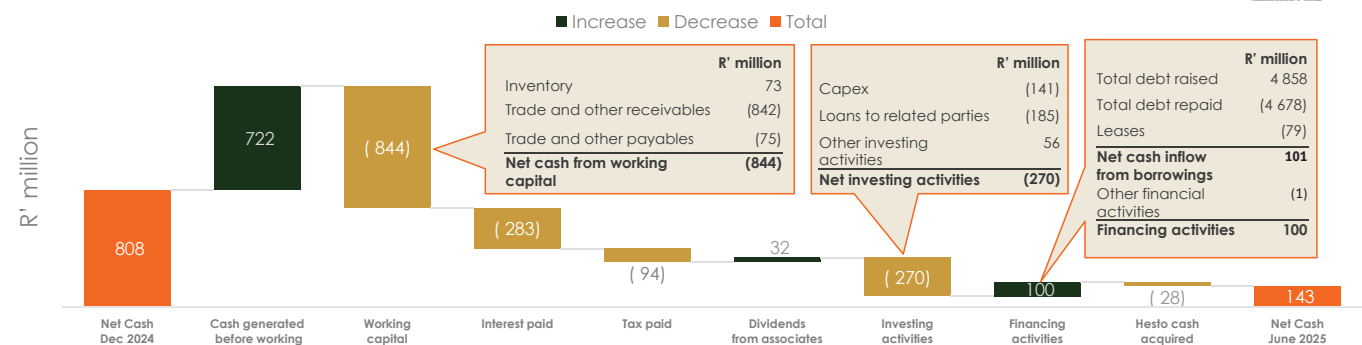 Increase Decrease Total
R' million
R' million
Inventory 73
Trade and other receivables (842)
Trade and other payables (75)
Net cash from working (844)
capital
R' million
Capex (141)
Loans to related parties (185)
Other investing 56
activities
Net investing activities (270)
R' million
Total debt raised 4 858
Total debt repaid (4 678)
Leases (79)
Net cash inflow 101
from borrowings
Other financial (1)
activities
Financing activities 100
808
722
( 844)
( 283)
( 94)
32
( 270)
100
( 28)
143
Net Cash
Dec 2024
Cash generated
before working
Working
capital
Interest paid
Tax paid
Dividends
from associates
Investing
activities
Financing
activities
Hesto cash
acquired
Net Cash
June 2025